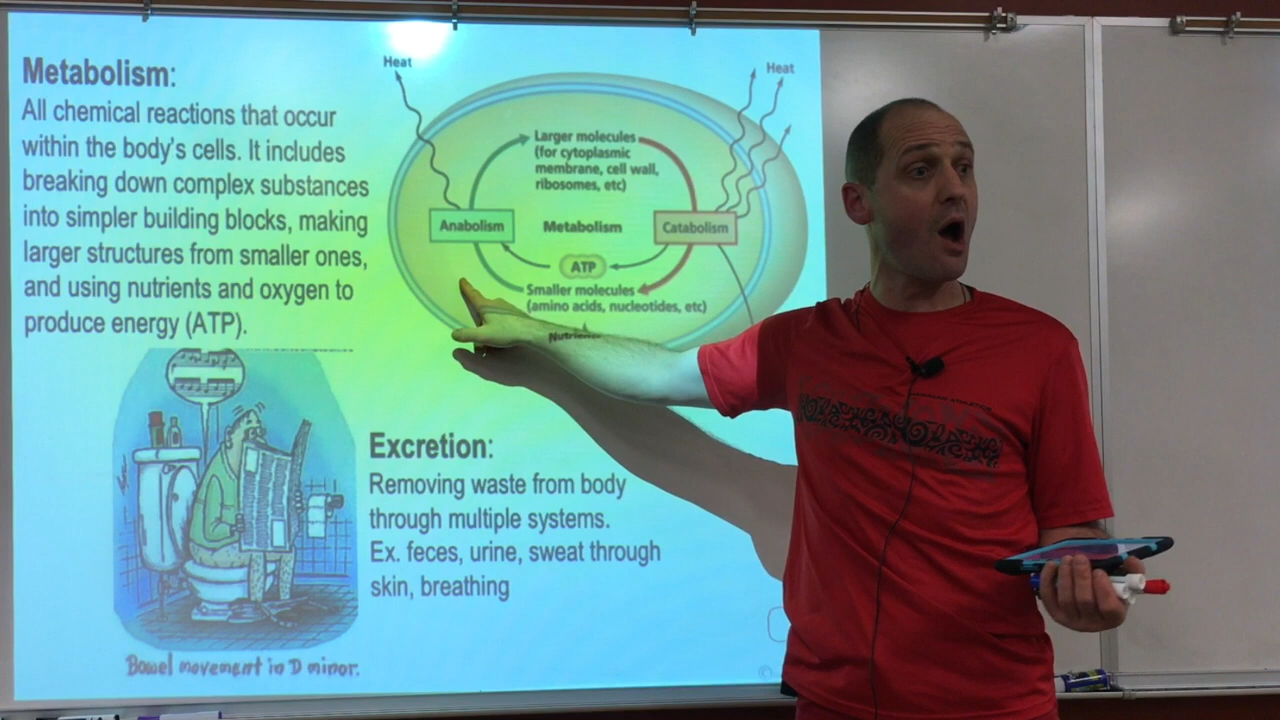 Metabolism:
All chemical reactions that occur
within the body's cells. It includes
breaking down complex substances
into simpler building blocks, making
larger structures from smaller ones,
and using nutrients and oxygen to
produce energy (ATP).
Heat
Heat
Larger molecules
(for cytoplasmic
membrane, cell wall,
ribosomes, etc)
Anabolism
Metabolism
Catabolism
ATP
Smaller molecules
(amino acids, nucleotides, etc)
Excretion:
Removing waste from body
through multiple systems.
Ex. feces, urine, sweat through
skin, breathing
Bowel movement in D minor.